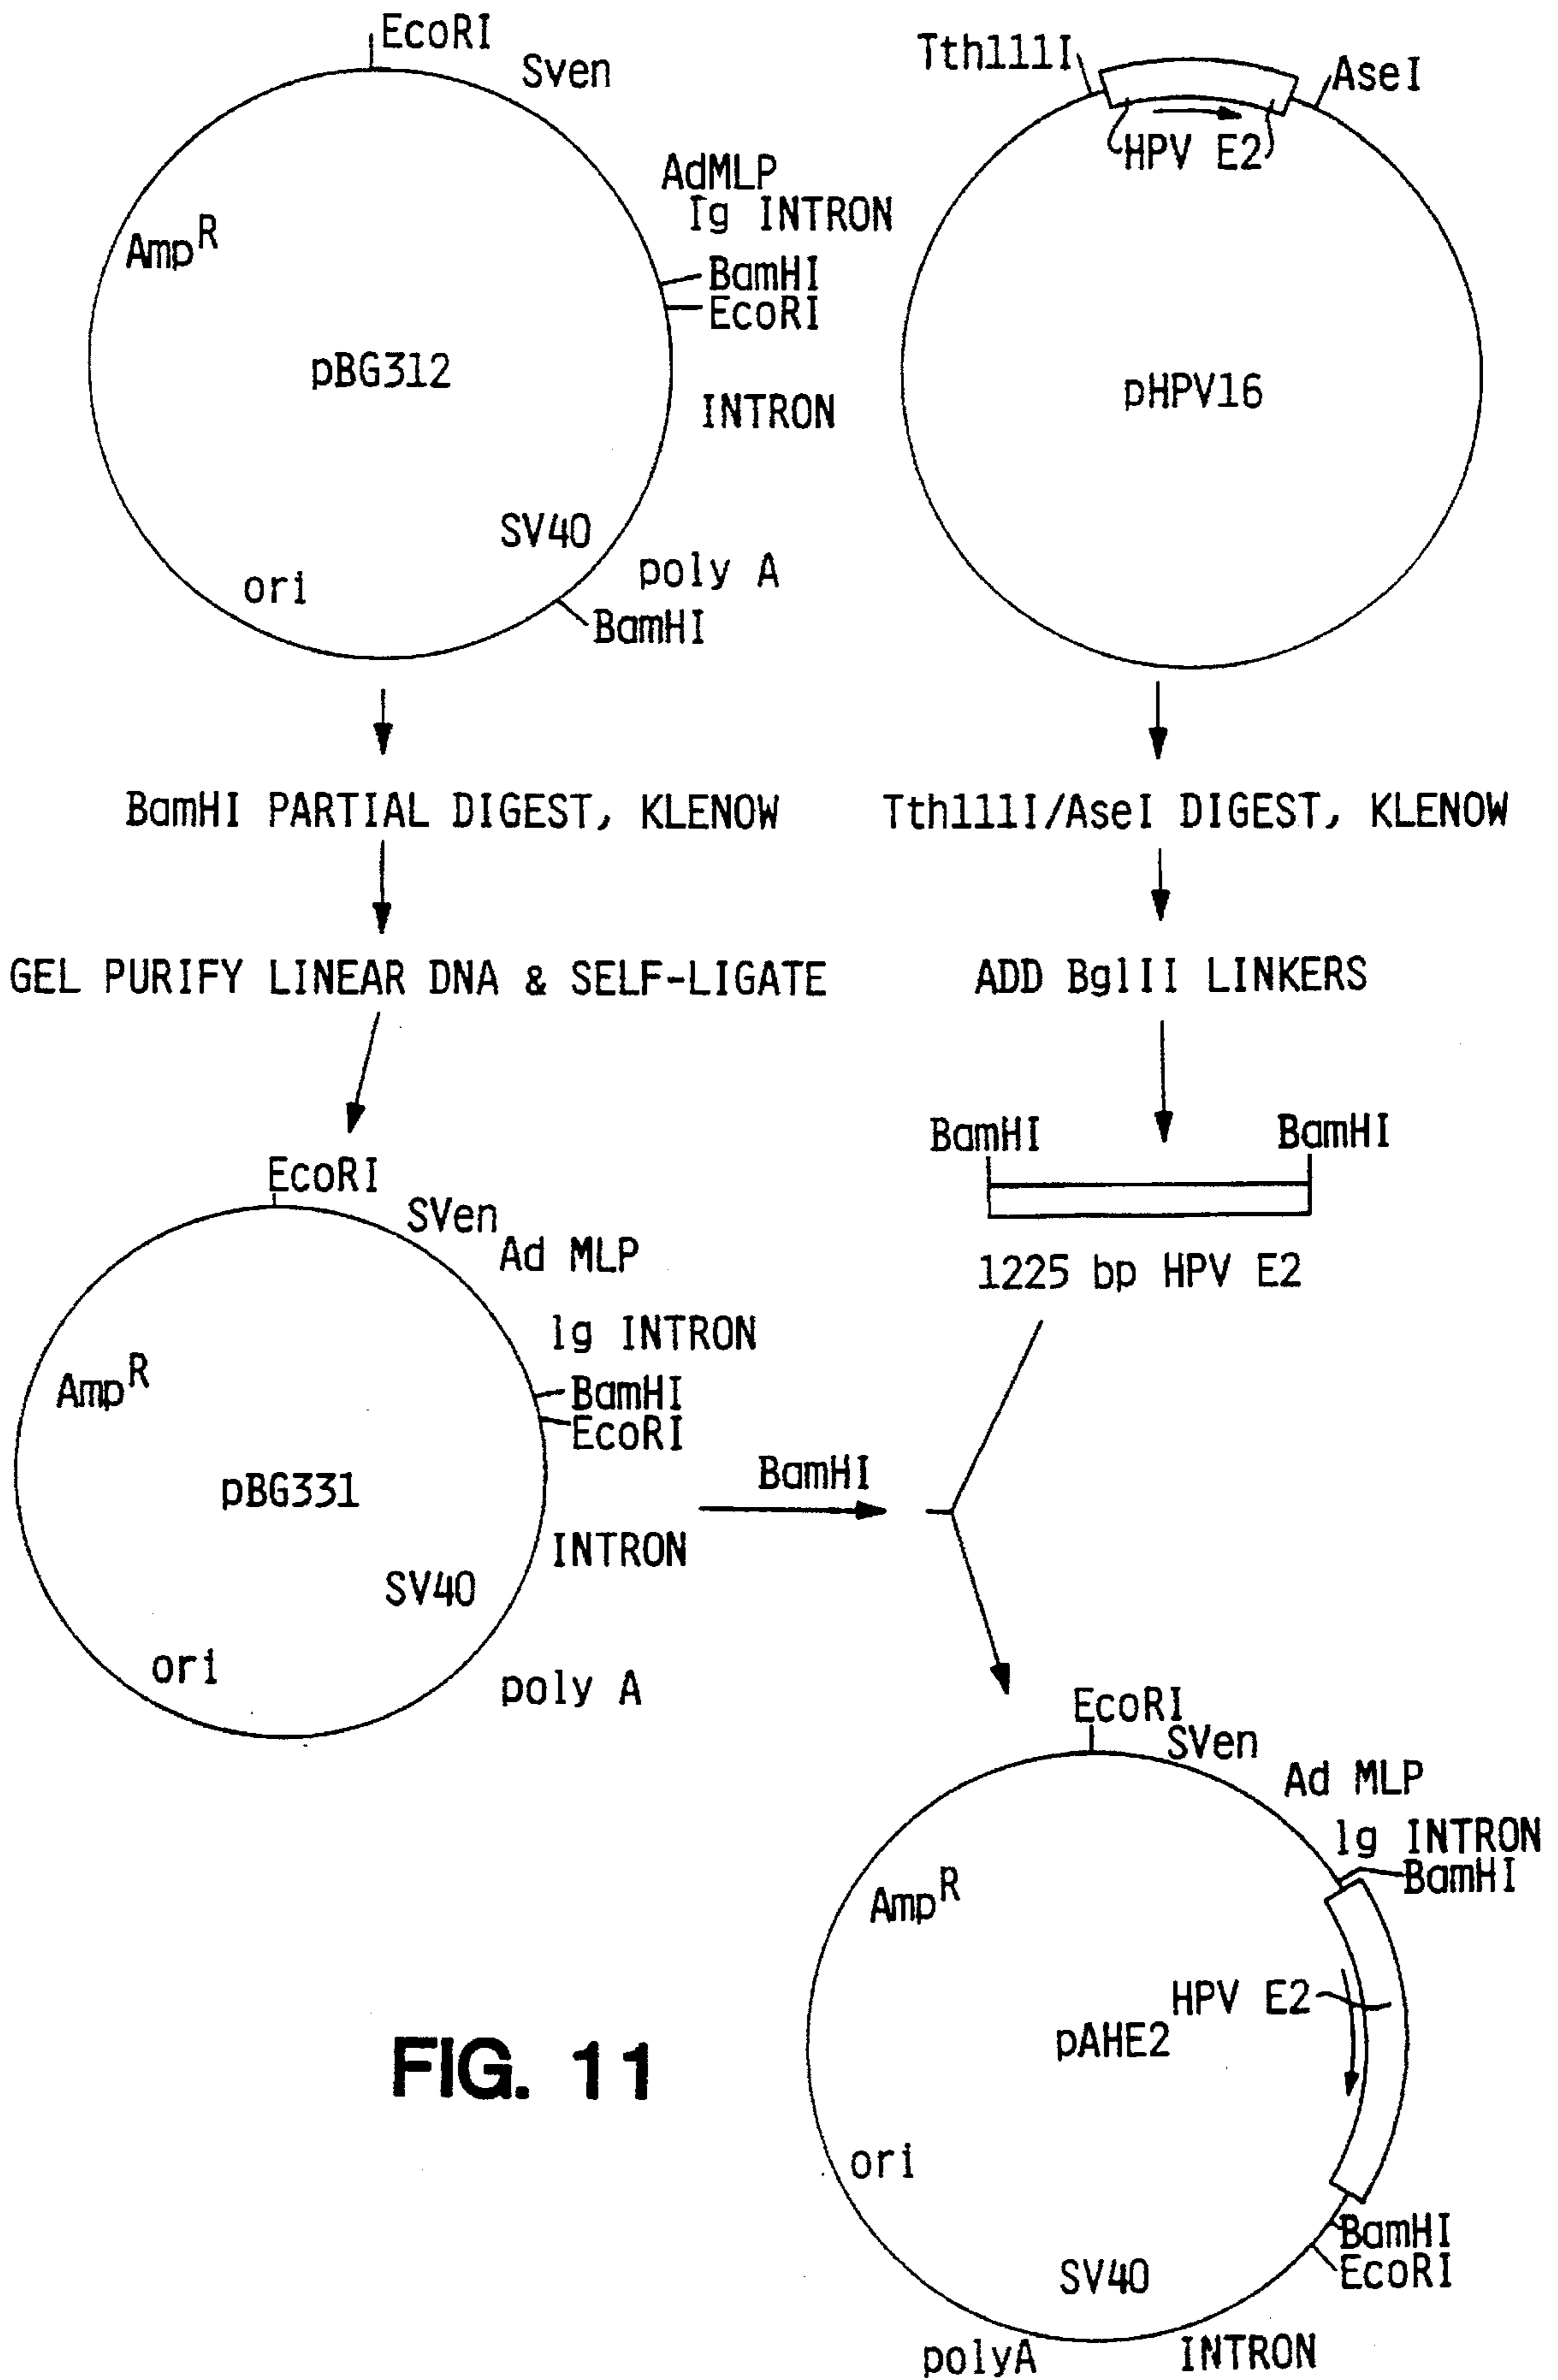 EcoRI
Sven
AdMLP
Ig INTRON
BamHI
EcoRI
Amp^R
pBG312
INTRON
SV40
ori
poly A
BamHI
Tth111I
AseI
HPV E2
pHPV16
BamHI PARTIAL DIGEST, KLENOW
Tth111I/AseI DIGEST, KLENOW
GEL PURIFY LINEAR DNA & SELF-LIGATE
ADD BglII LINKERS
BamHI
BamHI
1225 bp HPV E2
EcoRI
SVen
Ad MLP
lg INTRON
BamHI
EcoRI
Amp^R
pBG331
INTRON
SV40
ori
poly A
BamHI
EcoRI
SVen
Ad MLP
lg INTRON
BamHI
Amp^R
HPV E2
pAHE2
ori
BamHI
EcoRI
SV40
polyA
INTRON
FIG. 11